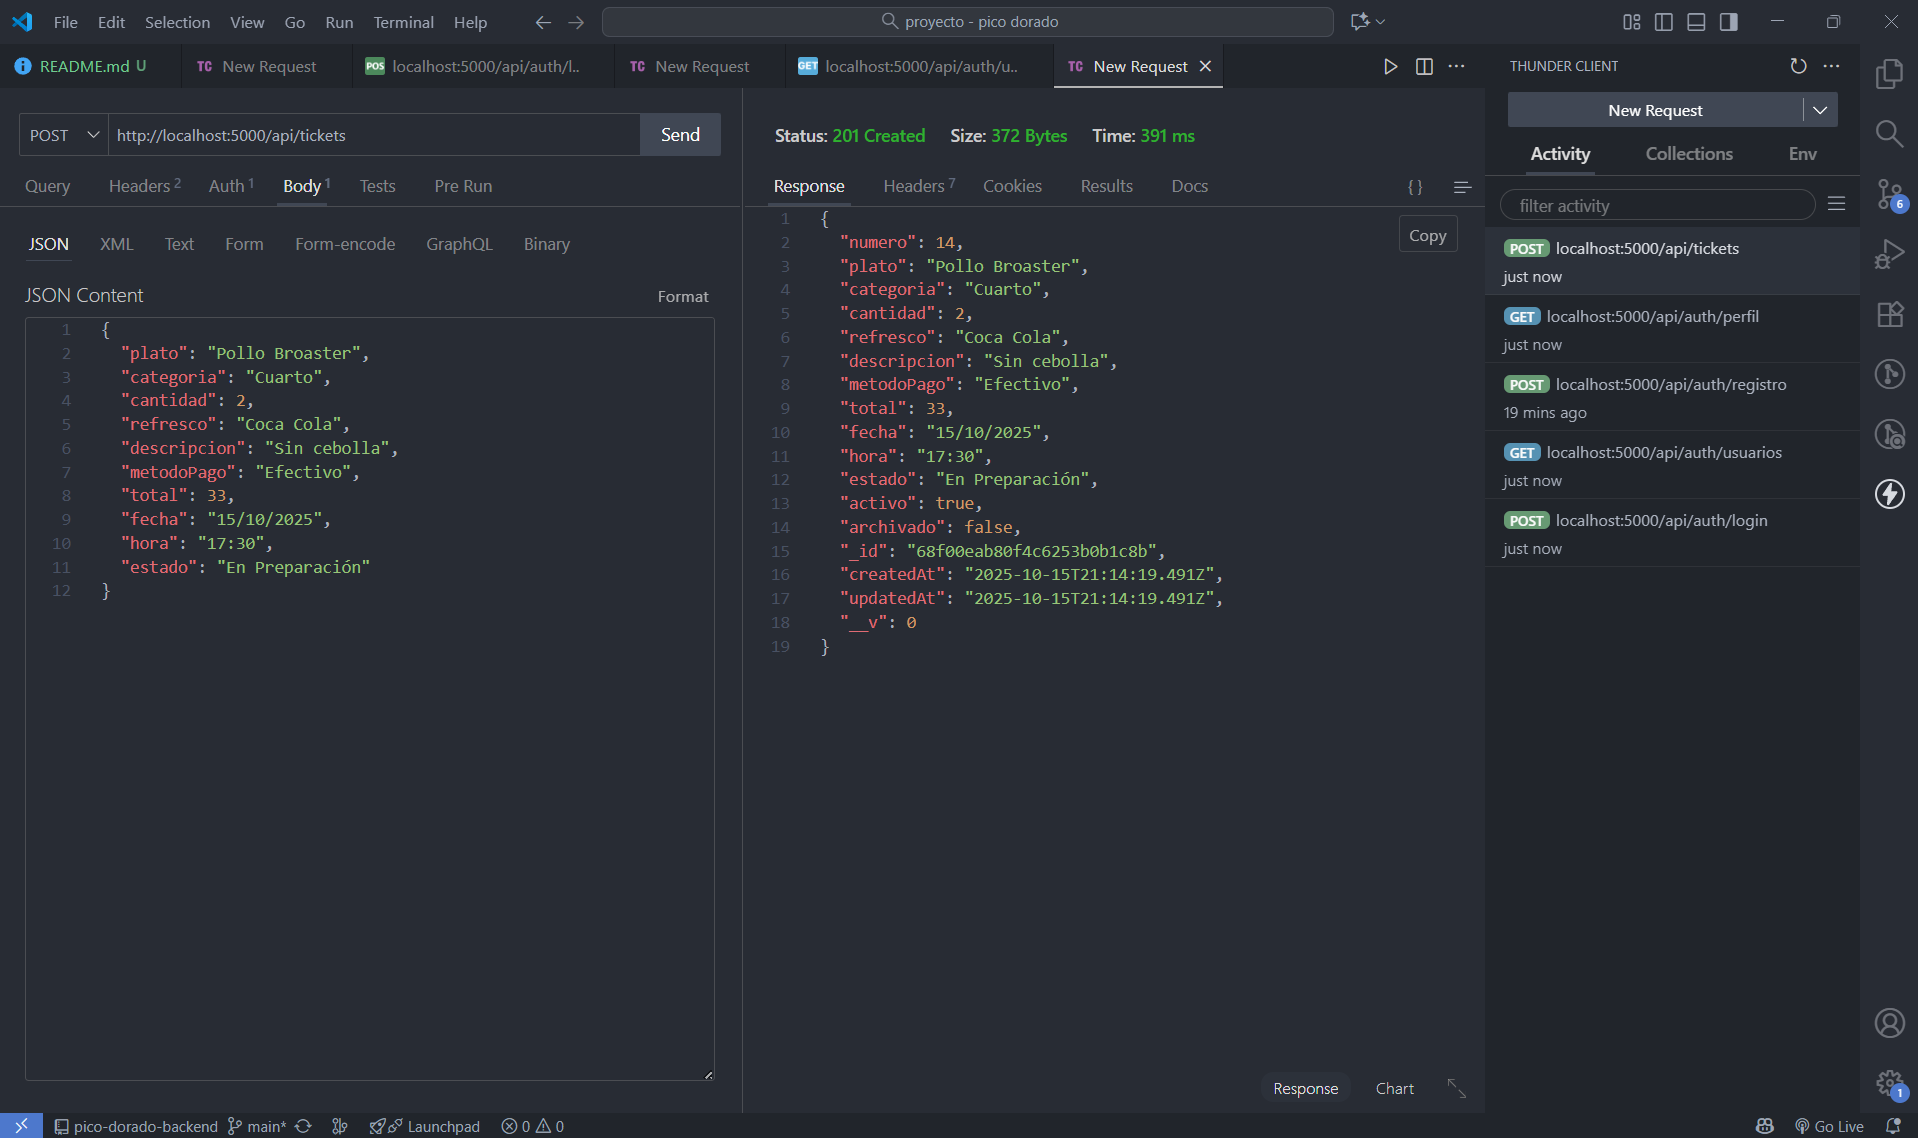 File Edit Selection View Go Run Terminal Help
proyecto - pico dorado
README.md U
TC New Request
POS localhost:5000/api/auth/l..
TC New Request
GET localhost:5000/api/auth/u..
TC New Request
THUNDER CLIENT
POST http://localhost:5000/api/tickets Send
Query Headers 2 Auth 1 Body 1 Tests Pre Run
JSON XML Text Form Form-encode GraphQL Binary
JSON Content Format
1 {
2 "plato": "Pollo Broaster",
3 "categoria": "Cuarto",
4 "cantidad": 2,
5 "refresco": "Coca Cola",
6 "descripcion": "Sin cebolla",
7 "metodoPago": "Efectivo",
8 "total": 33,
9 "fecha": "15/10/2025",
10 "hora": "17:30",
11 "estado": "En Preparación"
12 }
Status: 201 Created Size: 372 Bytes Time: 391 ms
Response Headers 7 Cookies Results Docs { }
Copy
1 {
2 "numero": 14,
3 "plato": "Pollo Broaster",
4 "categoria": "Cuarto",
5 "cantidad": 2,
6 "refresco": "Coca Cola",
7 "descripcion": "Sin cebolla",
8 "metodoPago": "Efectivo",
9 "total": 33,
10 "fecha": "15/10/2025",
11 "hora": "17:30",
12 "estado": "En Preparación",
13 "activo": true,
14 "archivado": false,
15 "_id": "68f00eab80f4c6253b0b1c8b",
16 "createdAt": "2025-10-15T21:14:19.491Z",
17 "updatedAt": "2025-10-15T21:14:19.491Z",
18 "__v": 0
19 }
Response Chart
New Request
Activity Collections Env
filter activity
POST localhost:5000/api/tickets
just now
GET localhost:5000/api/auth/perfil
just now
POST localhost:5000/api/auth/registro
19 mins ago
GET localhost:5000/api/auth/usuarios
just now
POST localhost:5000/api/auth/login
just now
6
1
pico-dorado-backend main* Launchpad 0 0 Go Live